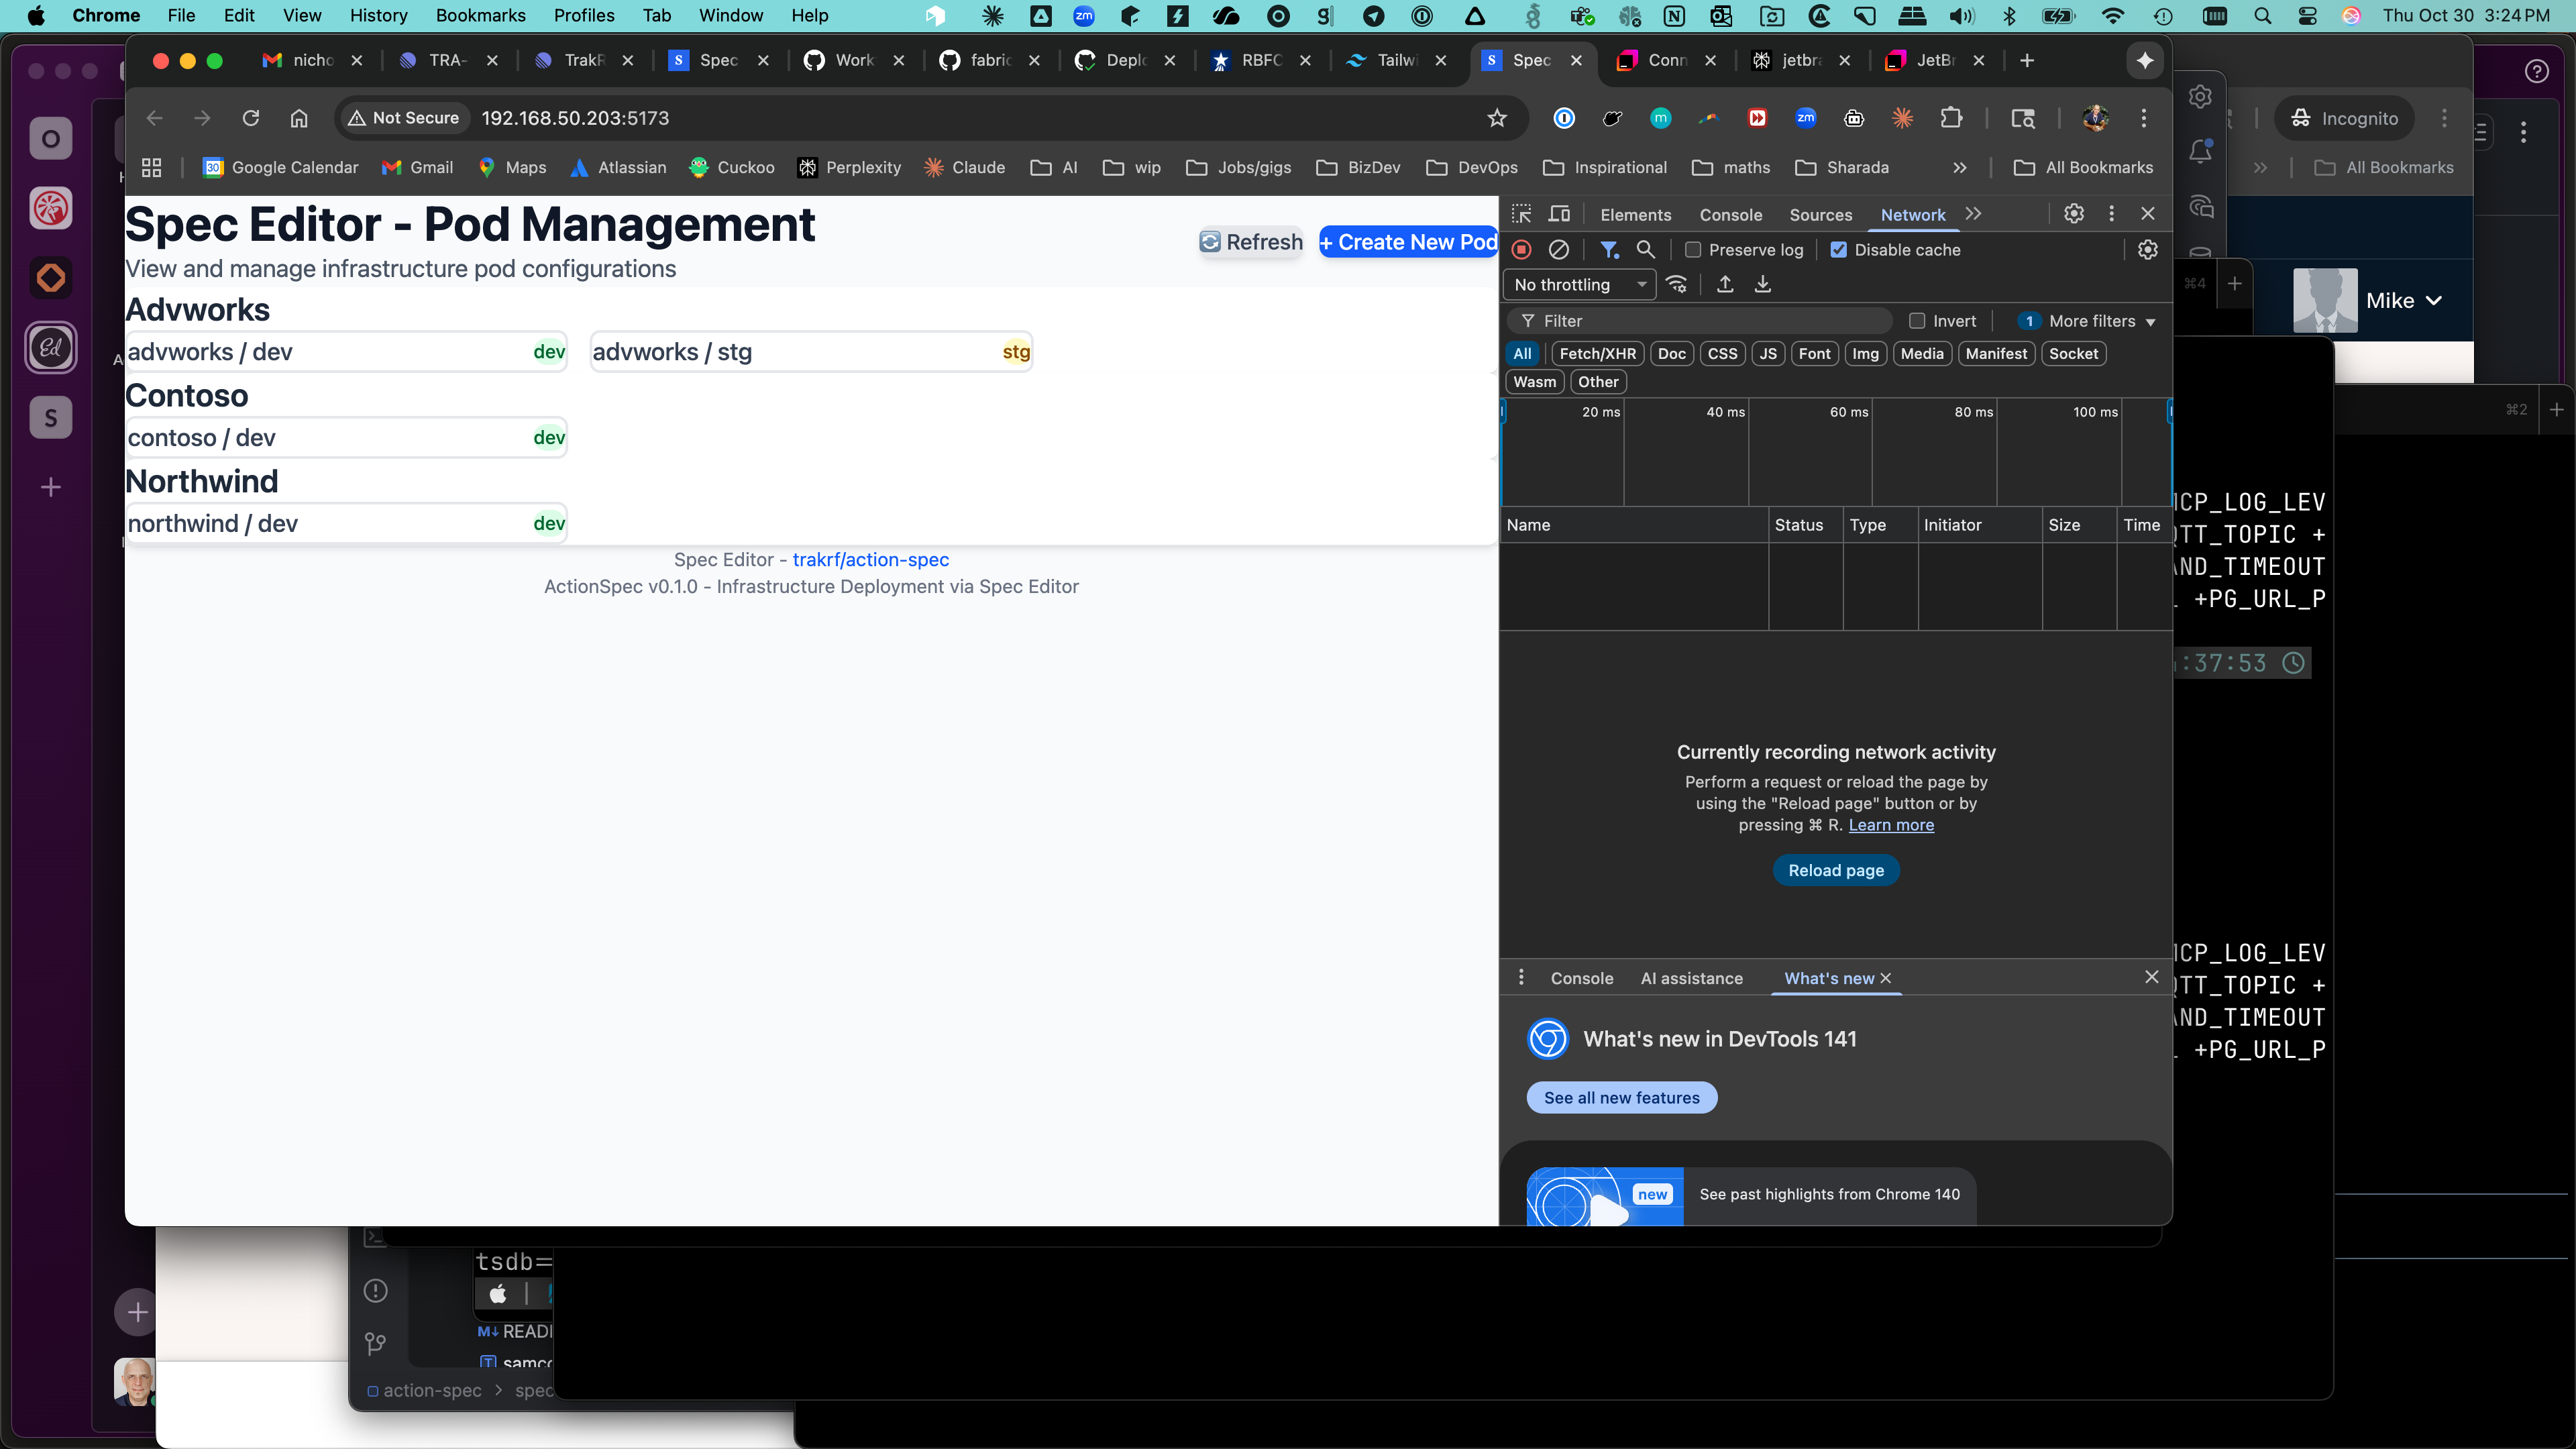 Chrome File Edit View History Bookmarks Profiles Tab Window Help
Thu Oct 30 3:24 PM
nicho
TRA-
TrakR
Spec
Work
fabric
Deplo
RBFC
Tailwi
Spec
Conn
jetbra
JetBr
Not Secure 192.168.50.203:5173
Incognito
Google Calendar Gmail Maps Atlassian Cuckoo Perplexity Claude AI wip Jobs/gigs BizDev DevOps Inspirational maths Sharada All Bookmarks
All Bookmarks
Spec Editor - Pod Management
View and manage infrastructure pod configurations
Refresh
+ Create New Pod
Advworks
advworks / dev dev
advworks / stg stg
Contoso
contoso / dev dev
Northwind
northwind / dev dev
Spec Editor - trakrf/action-spec
ActionSpec v0.1.0 - Infrastructure Deployment via Spec Editor
Elements Console Sources Network
Preserve log Disable cache
No throttling
Filter Invert 1 More filters
All Fetch/XHR Doc CSS JS Font Img Media Manifest Socket
Wasm Other
20 ms 40 ms 60 ms 80 ms 100 ms
Name Status Type Initiator Size Time
Currently recording network activity
Perform a request or reload the page by
using the "Reload page" button or by
pressing ⌘ R. Learn more
Reload page
Console AI assistance What's new
What's new in DevTools 141
See all new features
new
See past highlights from Chrome 140
O
Ed
S
⌘4
Mike
⌘2
MCP_LOG_LEV
QTT_TOPIC +
AND_TIMEOUT
+PG_URL_P
:37:53
MCP_LOG_LEV
QTT_TOPIC +
AND_TIMEOUT
+PG_URL_P
tsdb=
READ
samco
action-spec > spec